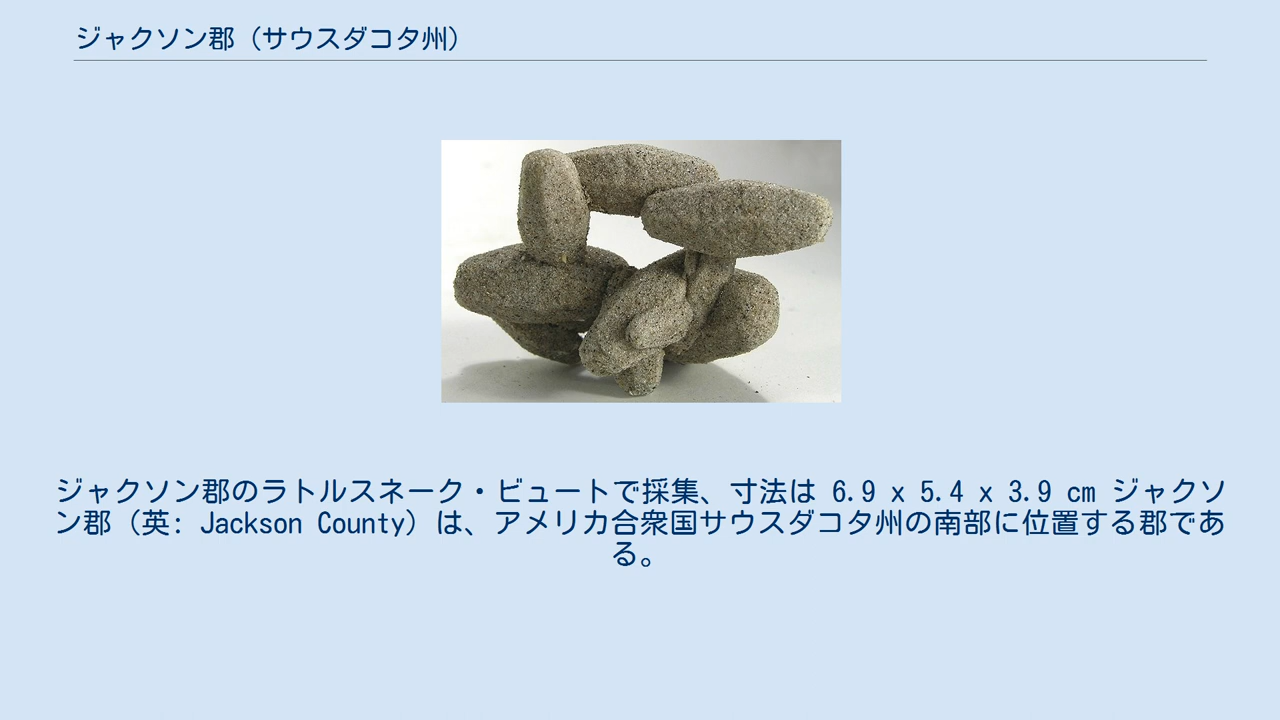 ジャクソン郡（サウスダコタ州）
ジャクソン郡のラトルスネーク・ビュートで採集、寸法は 6.9 x 5.4 x 3.9 cm ジャクソ
ン郡（英: Jackson County）は、アメリカ合衆国サウスダコタ州の南部に位置する郡であ
る。